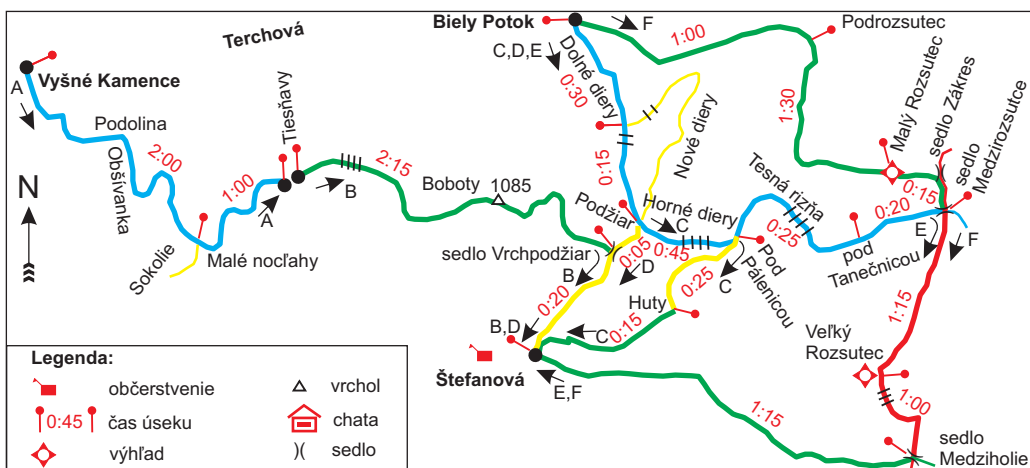 Terchová
Biely Potok
F
Podrozsutec
1:00
C,D,E
Dolné diery
0:30
Vyšné Kamence
A
Tiesňavy
Podolina
Obšívanka
2:00
1:00
A
B
2:15
Nové diery
0:15
1:30
Malý Rozsutec
sedlo Zákres
sedlo
Medzirozsutce
0:15
N
Boboty
1085
Podžiar
Horné diery
C
Tesná rizňa
0:20
0:25
E
F
Sokolie
Malé nocľahy
sedlo Vrchpodžiar
0:05
0:45
B
D
Pod
Pálenicou
C
pod
Tanečnicou
0:20
0:25
Huty
1:15
B,D
C
0:15
Veľký
Rozsutec
Štefanová
E,F
1:15
1:00
sedlo
Medziholie
Legenda:
občerstvenie
vrchol
0:45
čas úseku
chata
výhľad
sedlo